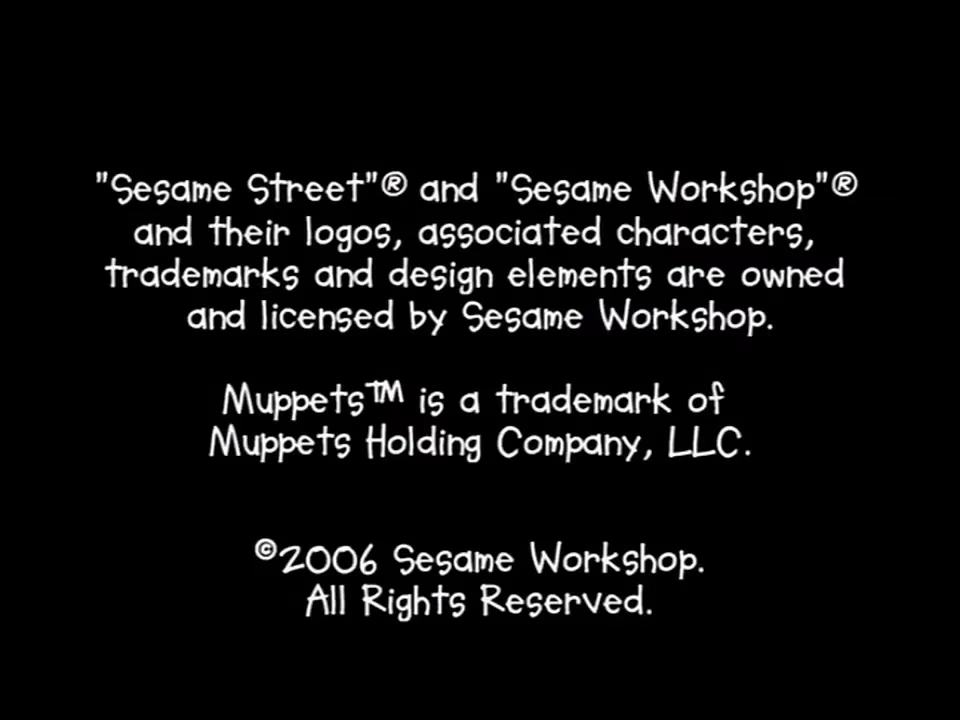 "Sesame Street"® and "Sesame Workshop"®
and their logos, associated characters,
trademarks and design elements are owned
and licensed by Sesame Workshop.
Muppets™ is a trademark of
Muppets Holding Company, LLC.
©2006 Sesame Workshop.
All Rights Reserved.